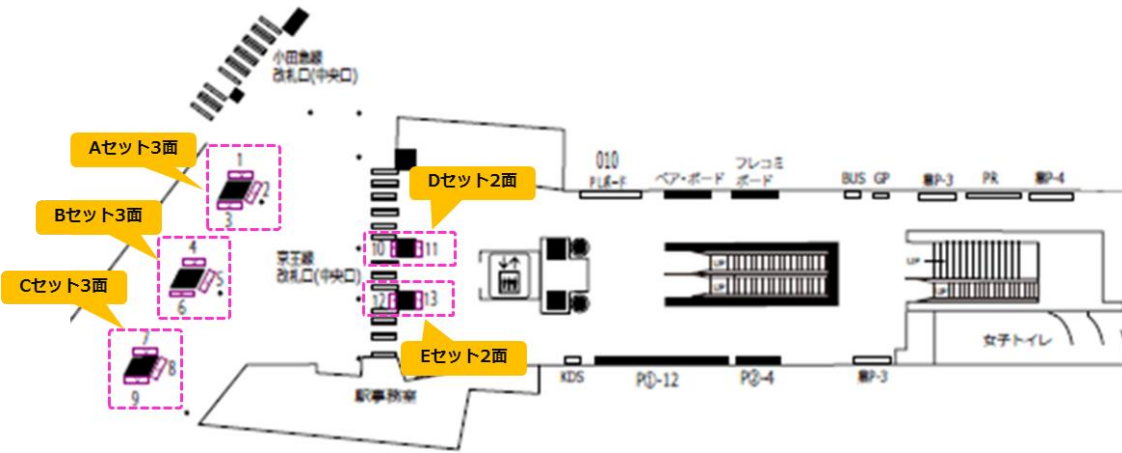 小田急線
改札口(中央口)
Aセット3面
1
2
3
Bセット3面
4
5
6
Cセット3面
7
8
9
京王線
改札口(中央口)
Dセット2面
10
11
12
13
Eセット2面
駅事務室
010
ペア・ボード
フレコミ
ボード
BUS
GP
PR
UP
UP
UP
UP
女子トイレ
KDS
P①-12
P②-4